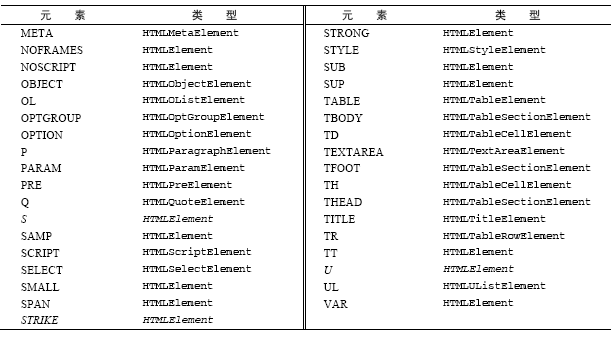 元 素 类 型 元 素 类 型
META HTMLMetaElement STRONG HTMLElement
NOFRAMES HTMLElement STYLE HTMLStyleElement
NOSCRIPT HTMLElement SUB HTMLElement
OBJECT HTMLObjectElement SUP HTMLElement
OL HTMLOListElement TABLE HTMLTableElement
OPTGROUP HTMLOptGroupElement TBODY HTMLTableSectionElement
OPTION HTMLOptionElement TD HTMLTableCellElement
P HTMLParagraphElement TEXTAREA HTMLTextAreaElement
PARAM HTMLParamElement TFOOT HTMLTableSectionElement
PRE HTMLPreElement TH HTMLTableCellElement
Q HTMLQuoteElement THEAD HTMLTableSectionElement
S HTMLElement TITLE HTMLTitleElement
SAMP HTMLElement TR HTMLTableRowElement
SCRIPT HTMLScriptElement TT HTMLElement
SELECT HTMLSelectElement U HTMLElement
SMALL HTMLElement UL HTMLUListElement
SPAN HTMLElement VAR HTMLElement
STRIKE HTMLElement